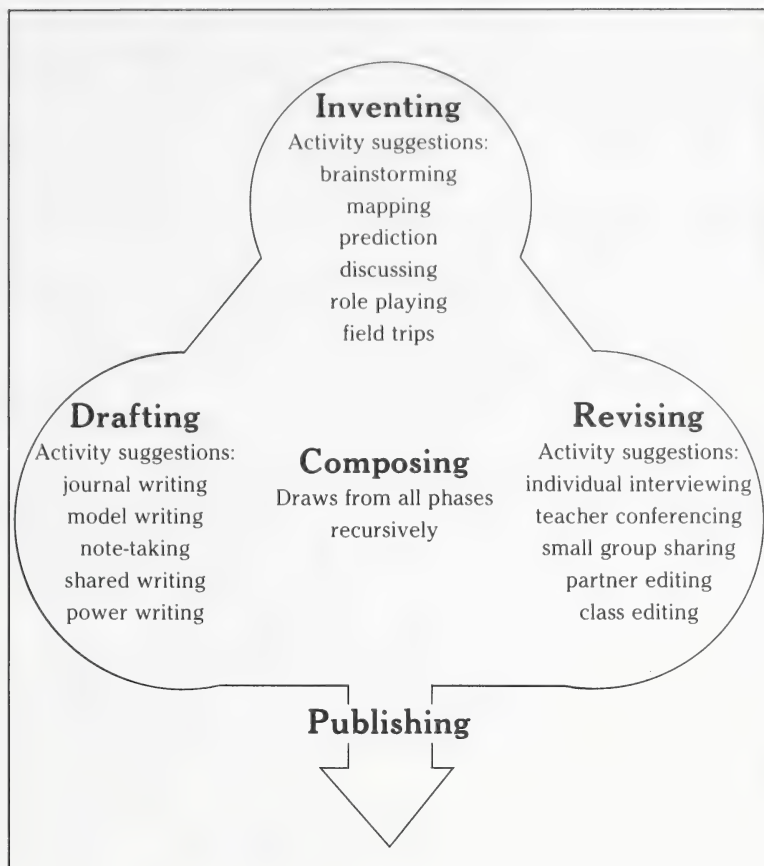 Inventing
Activity suggestions:
brainstorming
mapping
prediction
discussing
role playing
field trips
Drafting
Activity suggestions:
journal writing
model writing
note-taking
shared writing
power writing
Composing
Draws from all phases
recursively
Revising
Activity suggestions:
individual interviewing
teacher conferencing
small group sharing
partner editing
class editing
Publishing